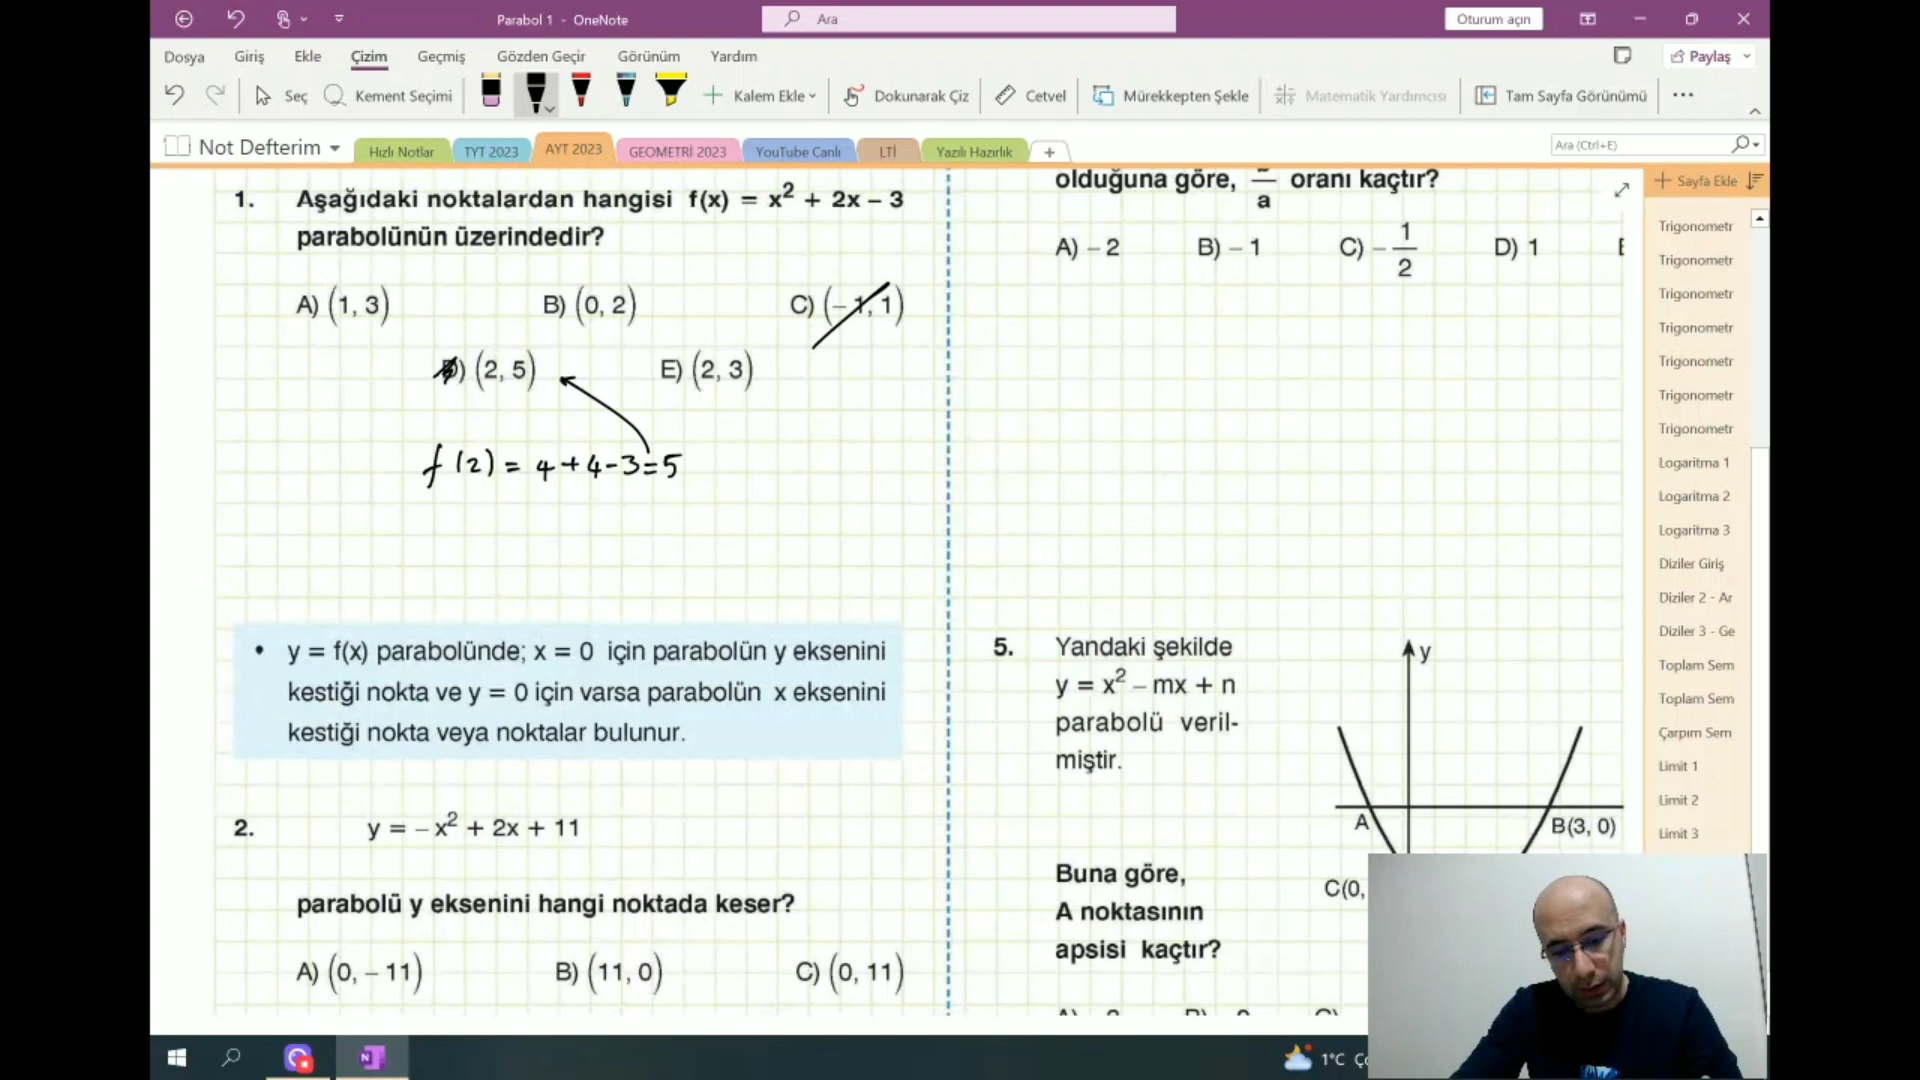 Parabol 1 - OneNote
Ara
Oturum açın
Dosya
Giriş
Ekle
Çizim
Geçmiş
Gözden Geçir
Görünüm
Yardım
Paylaş
Seç
Kement Seçimi
Kalem Ekle
Dokunarak Çiz
Cetvel
Mürekkepten Şekle
Matematik Yardımcısı
Tam Sayfa Görünümü
Not Defterim
Hızlı Notlar
TYT 2023
AYT 2023
GEOMETRİ 2023
YouTube Canlı
LTİ
Yazılı Hazırlık
Ara (Ctrl+E)
1. Aşağıdaki noktalardan hangisi f(x) = x² + 2x – 3
parabolünün üzerindedir?
A) (1, 3) B) (0, 2) C) (– 1, 1)
D) (2, 5) E) (2, 3)
f(2) = 4+4-3=5
• y = f(x) parabolünde; x = 0 için parabolün y eksenini
kestiği nokta ve y = 0 için varsa parabolün x eksenini
kestiği nokta veya noktalar bulunur.
2. y = – x² + 2x + 11
parabolü y eksenini hangi noktada keser?
A) (0, – 11) B) (11, 0) C) (0, 11)
olduğuna göre, /a oranı kaçtır?
A) – 2 B) – 1 C) – 1/2 D) 1
5. Yandaki şekilde
y = x² – mx + n
parabolü veril-
miştir.
Buna göre,
A noktasının
apsisi kaçtır?
y
A
B(3, 0)
C(0,
Sayfa Ekle
Trigonometr
Trigonometr
Trigonometr
Trigonometr
Trigonometr
Trigonometr
Trigonometr
Logaritma 1
Logaritma 2
Logaritma 3
Diziler Giriş
Diziler 2 - Ar
Diziler 3 - Ge
Toplam Sem
Toplam Sem
Çarpım Sem
Limit 1
Limit 2
Limit 3
1°C